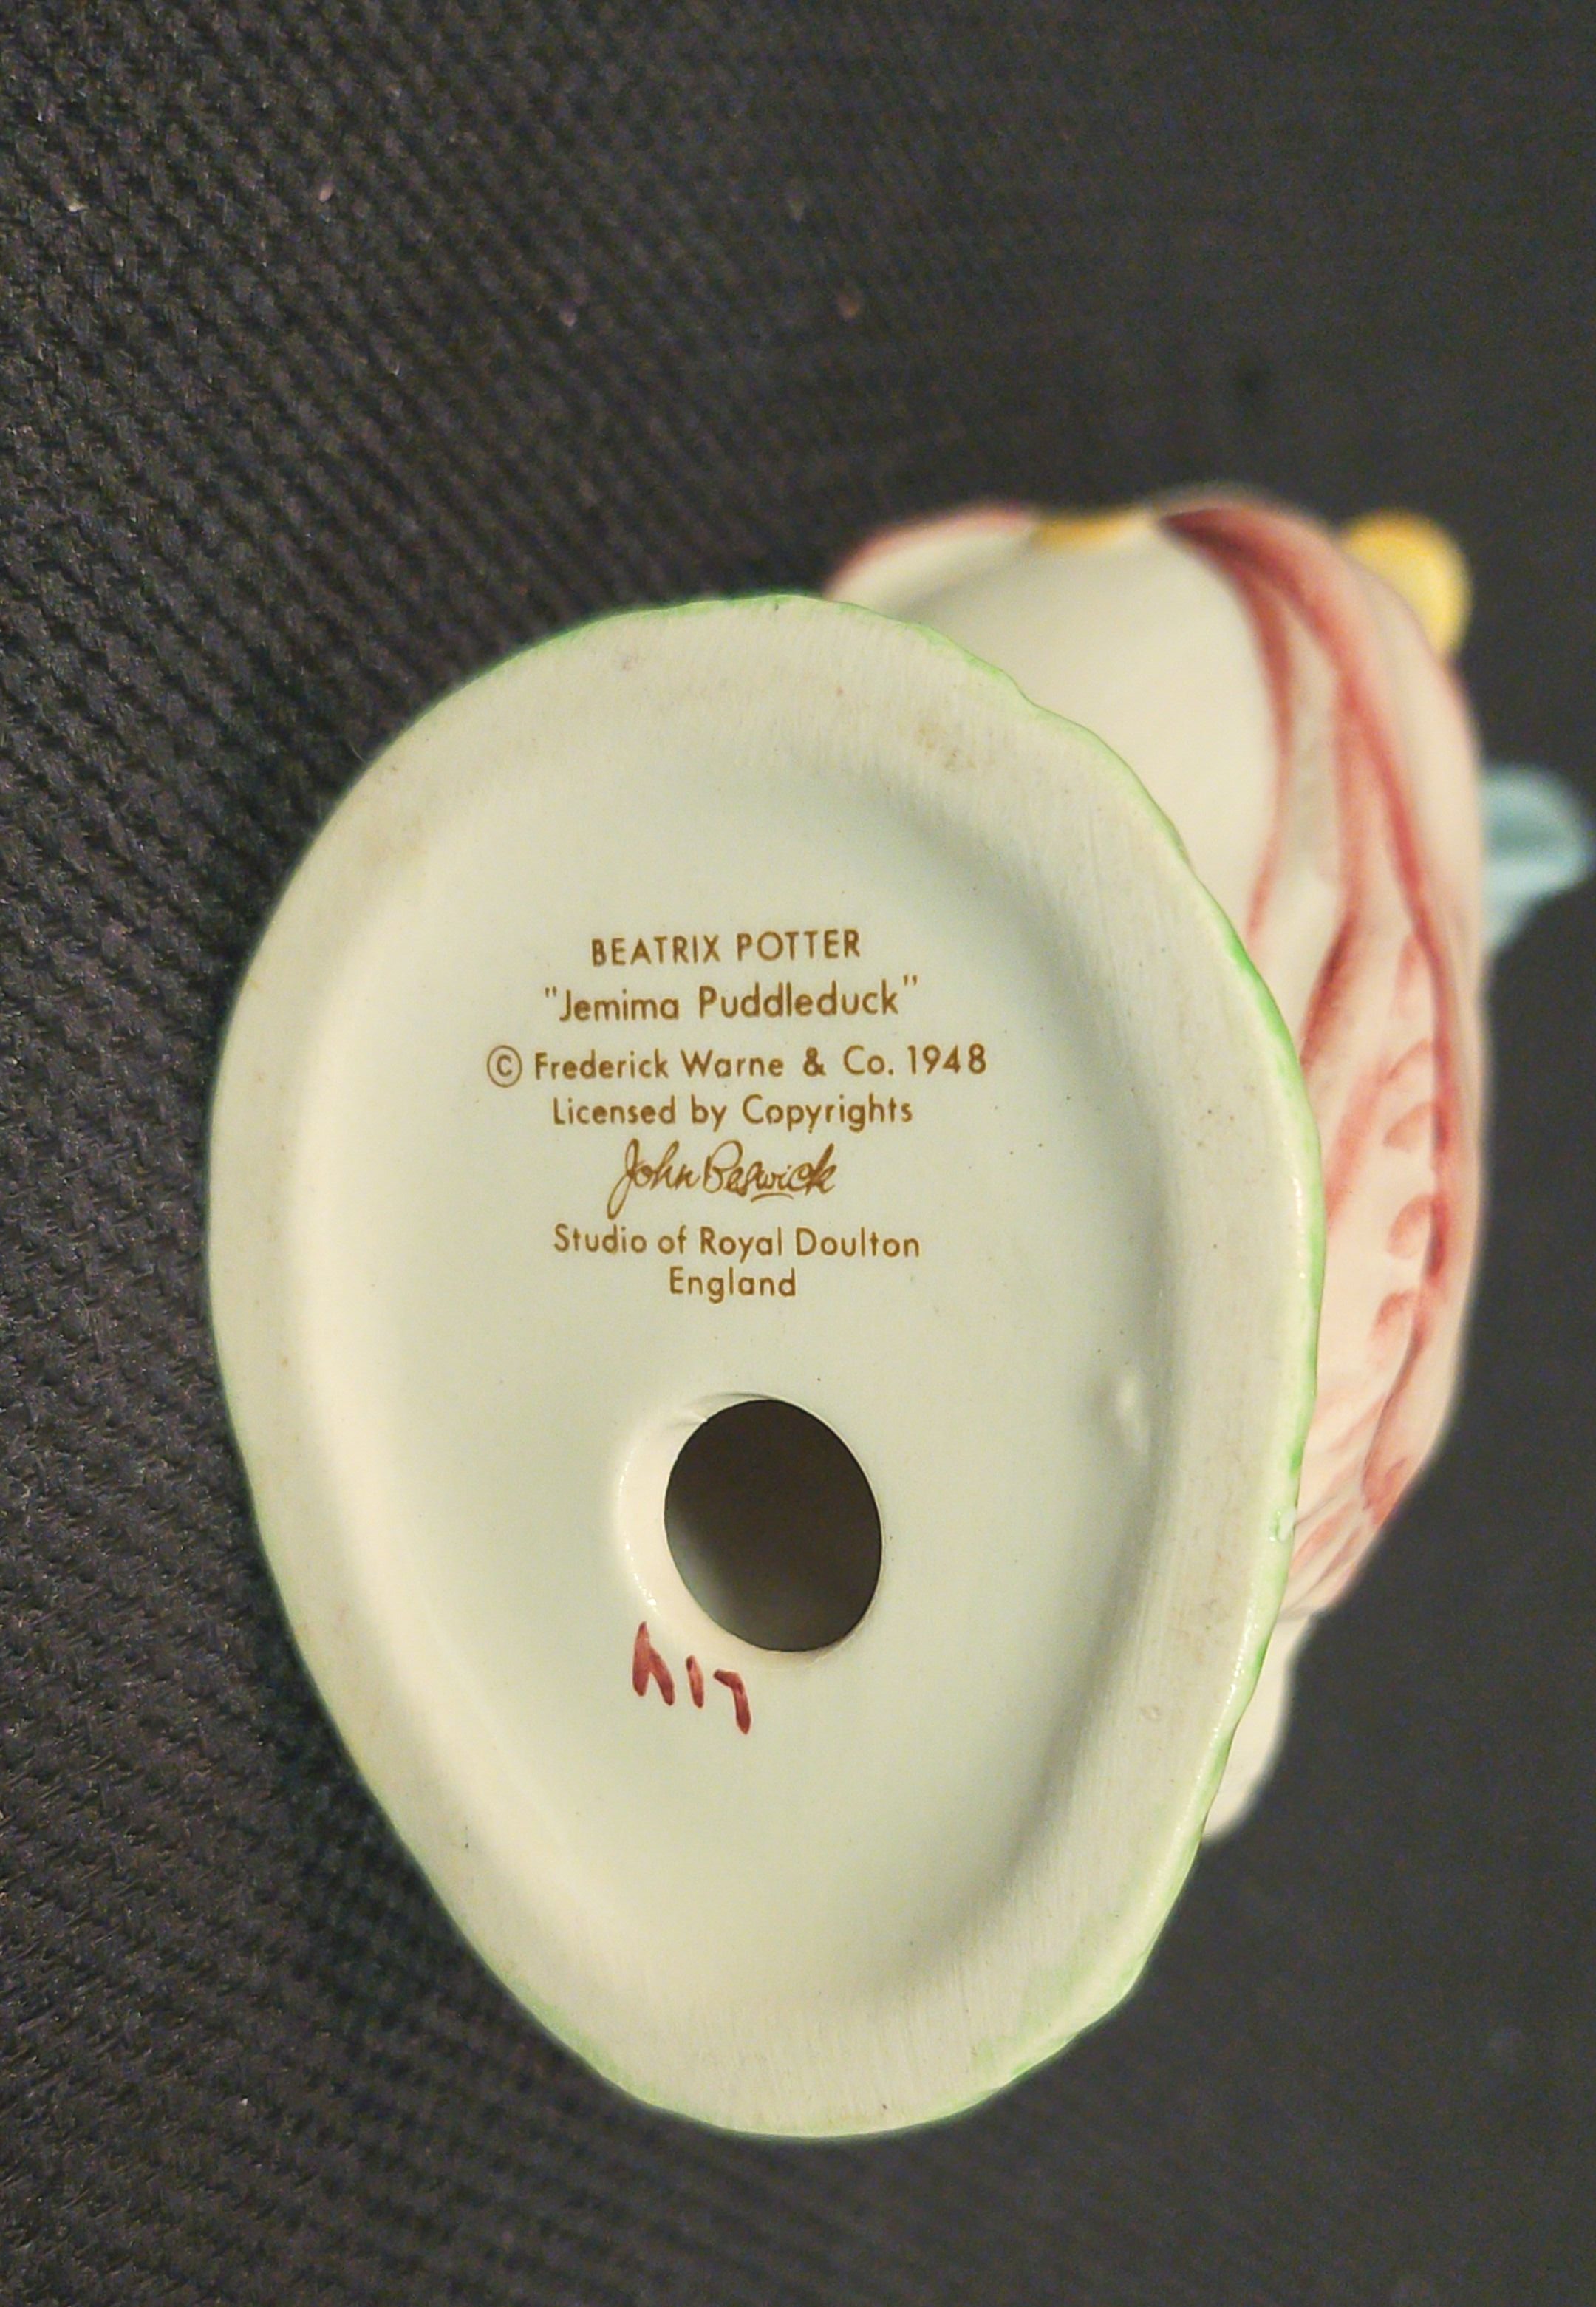 BEATRIX POTTER
"Jemima Puddleduck"
© Frederick Warne & Co. 1948
Licensed by Copyrights
John Beswick
Studio of Royal Doulton
England